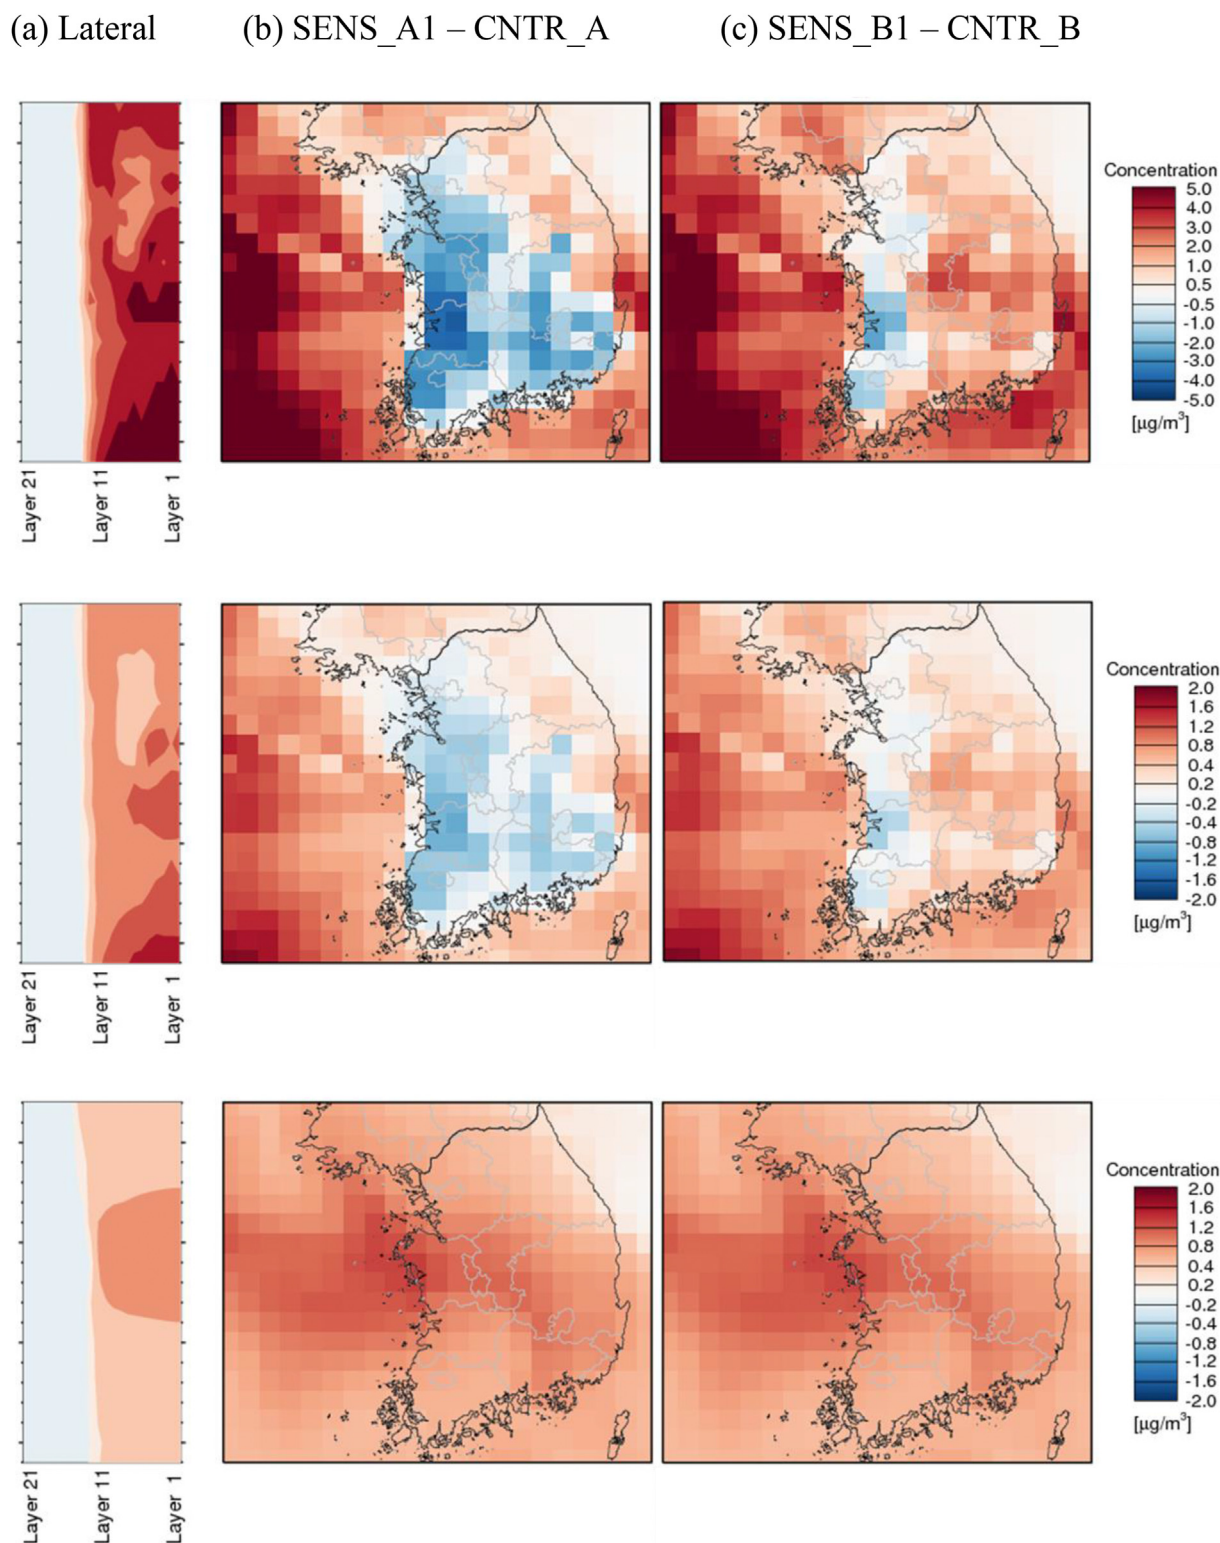 (a) Lateral
(b) SENS_A1 – CNTR_A
(c) SENS_B1 – CNTR_B
Concentration
5.0
4.0
3.0
2.0
1.0
0.5
-0.5
-1.0
-2.0
-3.0
-4.0
-5.0
[µg/m³]
Layer 21
Layer 11
Layer 1
Concentration
2.0
1.6
1.2
0.8
0.4
0.2
-0.2
-0.4
-0.8
-1.2
-1.6
-2.0
[µg/m³]
Layer 21
Layer 11
Layer 1
Concentration
2.0
1.6
1.2
0.8
0.4
0.2
-0.2
-0.4
-0.8
-1.2
-1.6
-2.0
[µg/m³]
Layer 21
Layer 11
Layer 1